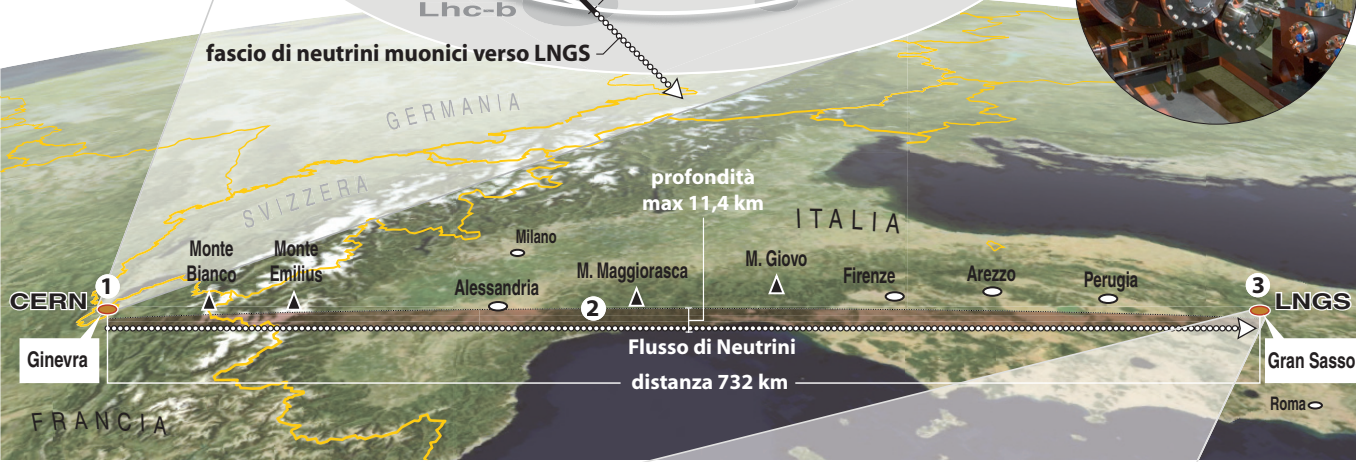 Lhc-b
fascio di neutrini muonici verso LNGS
GERMANIA
SVIZZERA
profondità
max 11,4 km
ITALIA
Milano
Monte
Bianco
Monte
Emilius
M. Maggiorasca
M. Giovo
Firenze
Arezzo
Perugia
Alessandria
1
CERN
2
3
LNGS
Ginevra
Flusso di Neutrini
Gran Sasso
distanza 732 km
Roma
FRANCIA